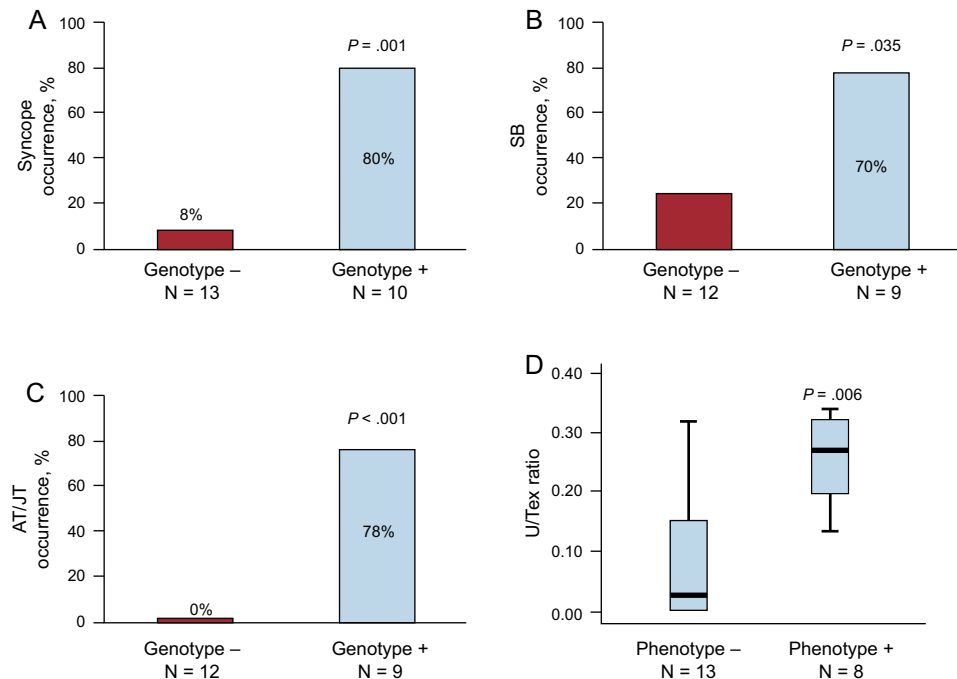 A
Syncope
occurrence, %
100
80
60
40
20
0
8%
P = .001
80%
Genotype –
N = 13
Genotype +
N = 10
B
SB
occurrence, %
100
80
60
40
20
0
P = .035
70%
Genotype –
N = 12
Genotype +
N = 9
C
AT/JT
occurrence, %
100
80
60
40
20
0
0%
P < .001
78%
Genotype –
N = 12
Genotype +
N = 9
D
U/Tex ratio
0.40
0.30
0.20
0.10
0.00
P = .006
Phenotype –
N = 13
Phenotype +
N = 8